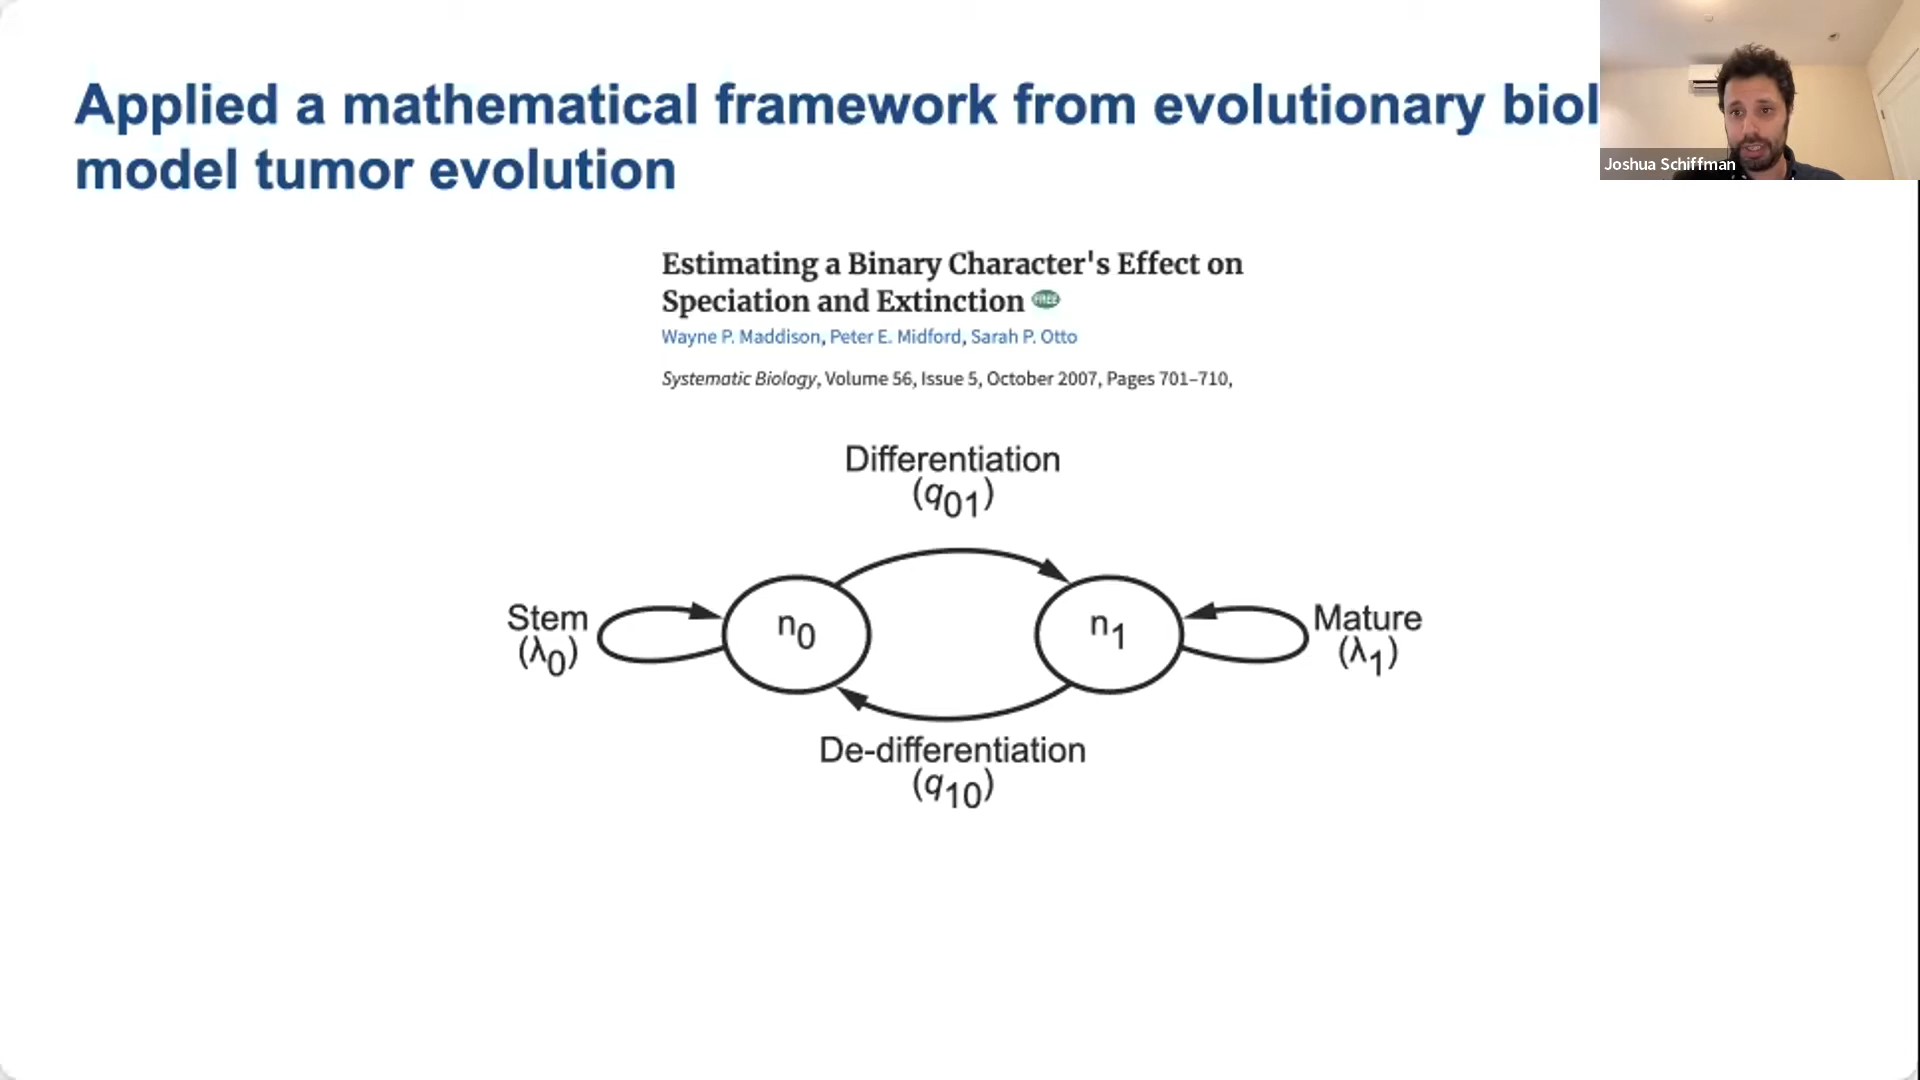 Applied a mathematical framework from evolutionary biol
model tumor evolution
Joshua Schiffman
Estimating a Binary Character's Effect on
Speciation and Extinction FREE
Wayne P. Maddison, Peter E. Midford, Sarah P. Otto
Systematic Biology, Volume 56, Issue 5, October 2007, Pages 701–710,
Differentiation
(q01)
Stem
(λ0)
n0
n1
Mature
(λ1)
De-differentiation
(q10)